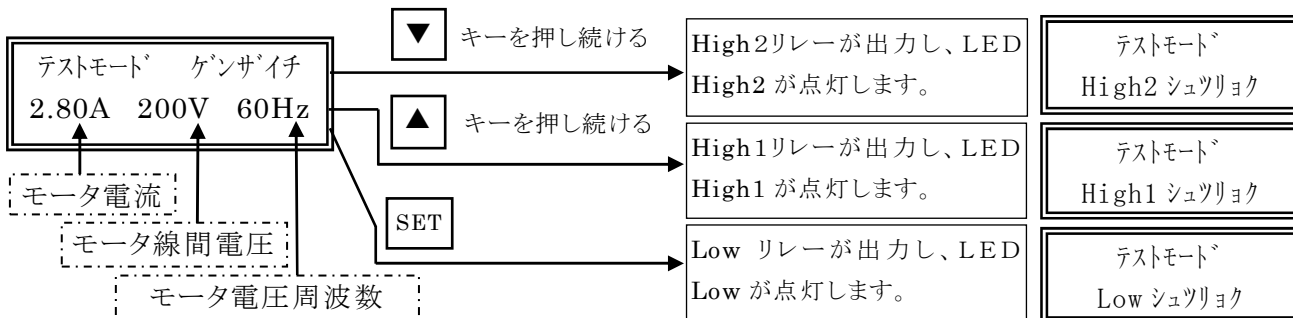 ▼ キーを押し続ける
テストモード ゲンザイチ
2.80A 200V 60Hz
モータ電流
モータ線間電圧
モータ電圧周波数
High2リレーが出力し、LED
High2 が点灯します。
テストモード
High2 シュツリョク
▲ キーを押し続ける
High1リレーが出力し、LED
High1 が点灯します。
テストモード
High1 シュツリョク
SET
Low リレーが出力し、LED
Low が点灯します。
テストモード
Low シュツリョク